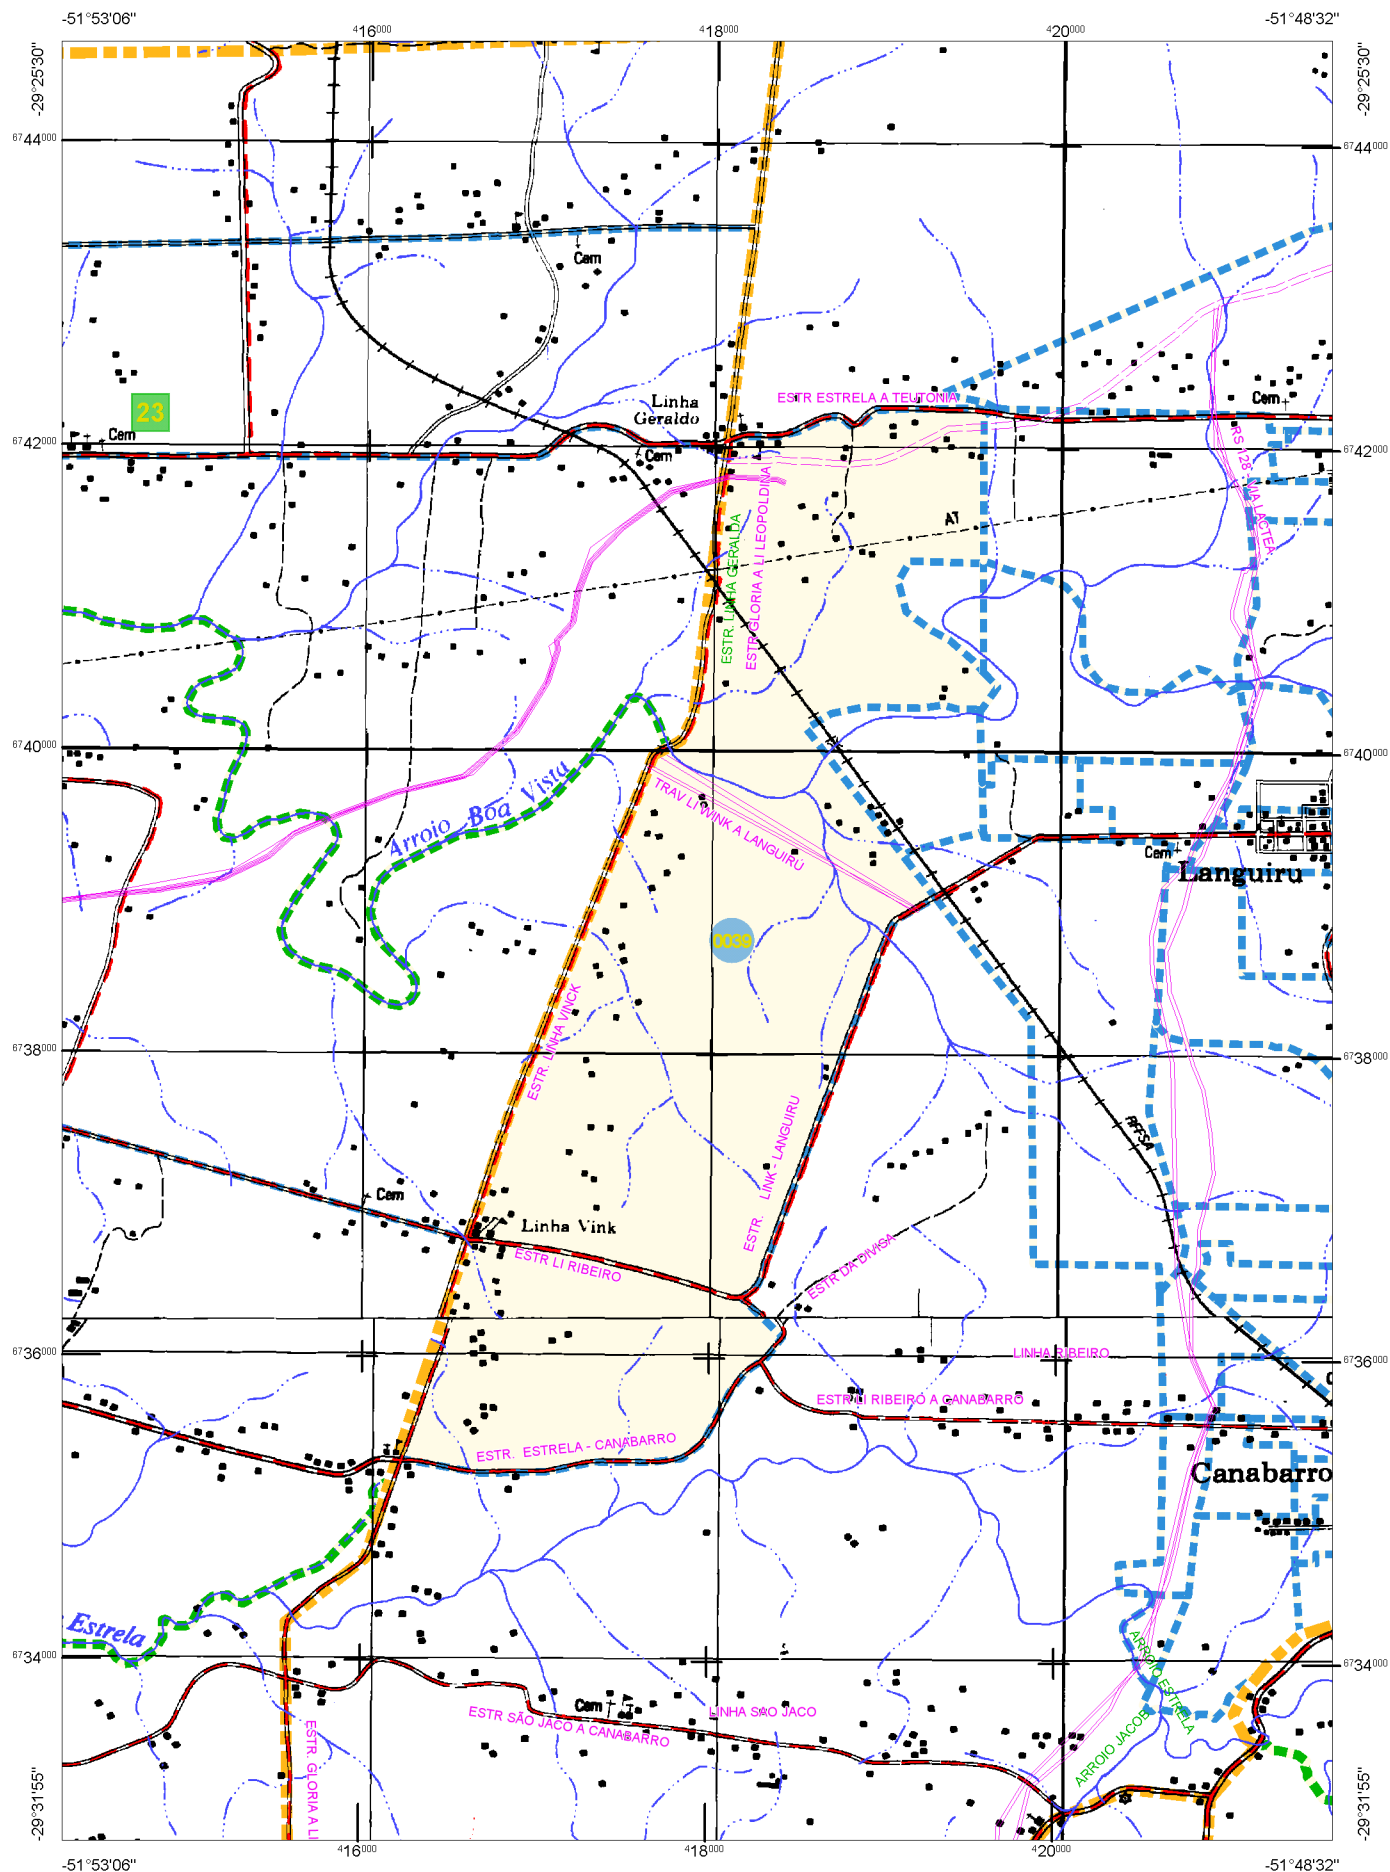 -51°53'06"
416000
418000
420000
-51°48'32"
-29°25'30"
-29°25'30"
6744000
6744000
Cem
Linha
Geraldo
ESTR ESTRELA A TEUTONIA
Cem
23
Cem
Cem
6742000
6742000
RS 128 - VIA LACTEA
AT
ESTR. LINHA GERALDA
ESTR GLORIA A LI LEOPOLDINA
6740000
6740000
Arroio Boa Vista
TRAV LI WINK A LANGUIRU
Cem
Languiru
0039
ESTR. LINHA VINCK
6738000
6738000
ESTR. LINK - LANGUIRU
RFFSA
Cem
Linha Vink
ESTR LI RIBEIRO
ESTR DA DIVISA
6736000
6736000
LINHA RIBEIRO
ESTR LI RIBEIRO A CANABARRO
ESTR. ESTRELA - CANABARRO
Canabarro
Estrela
6734000
6734000
ARROIO ESTRELA
Cem
ESTR SÃO JACO A CANABARRO
LINHA SAO JACO
ARROIO JACOB
ESTR. GLORIA A LI
-29°31'55"
-29°31'55"
416000
418000
420000
-51°53'06"
-51°48'32"